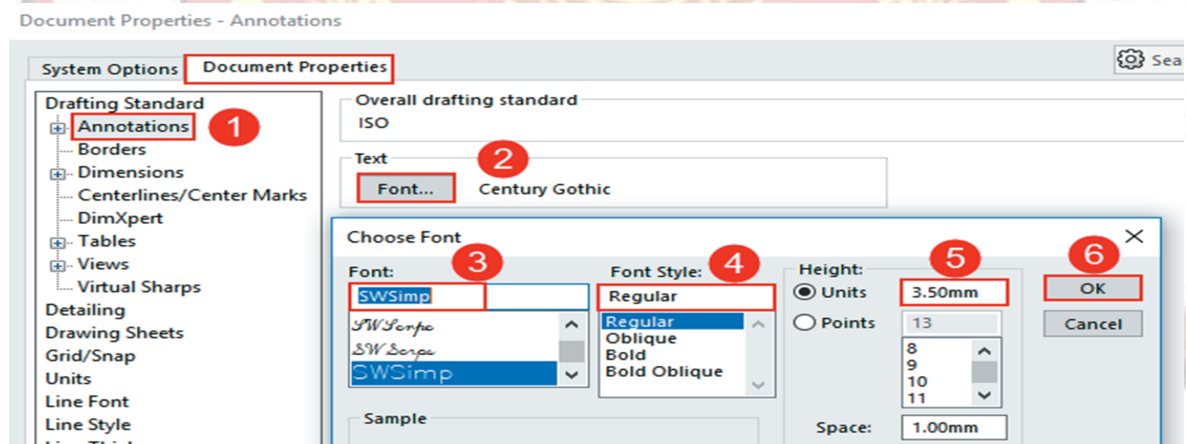 Document Properties - Annotations
System Options
Document Properties
Sea
Drafting Standard
Annotations
1
Borders
Dimensions
Centerlines/Center Marks
DimXpert
Tables
Views
Virtual Sharps
Detailing
Drawing Sheets
Grid/Snap
Units
Line Font
Line Style
Overall drafting standard
ISO
Text
2
Font...
Century Gothic
Choose Font
Font:
3
SWSimp
SWScrpc
SWScrps
SWSimp
Font Style:
4
Regular
Regular
Oblique
Bold
Bold Oblique
Height:
5
Units
3.50mm
Points
13
8
9
10
11
Space:
1.00mm
6
OK
Cancel
Sample